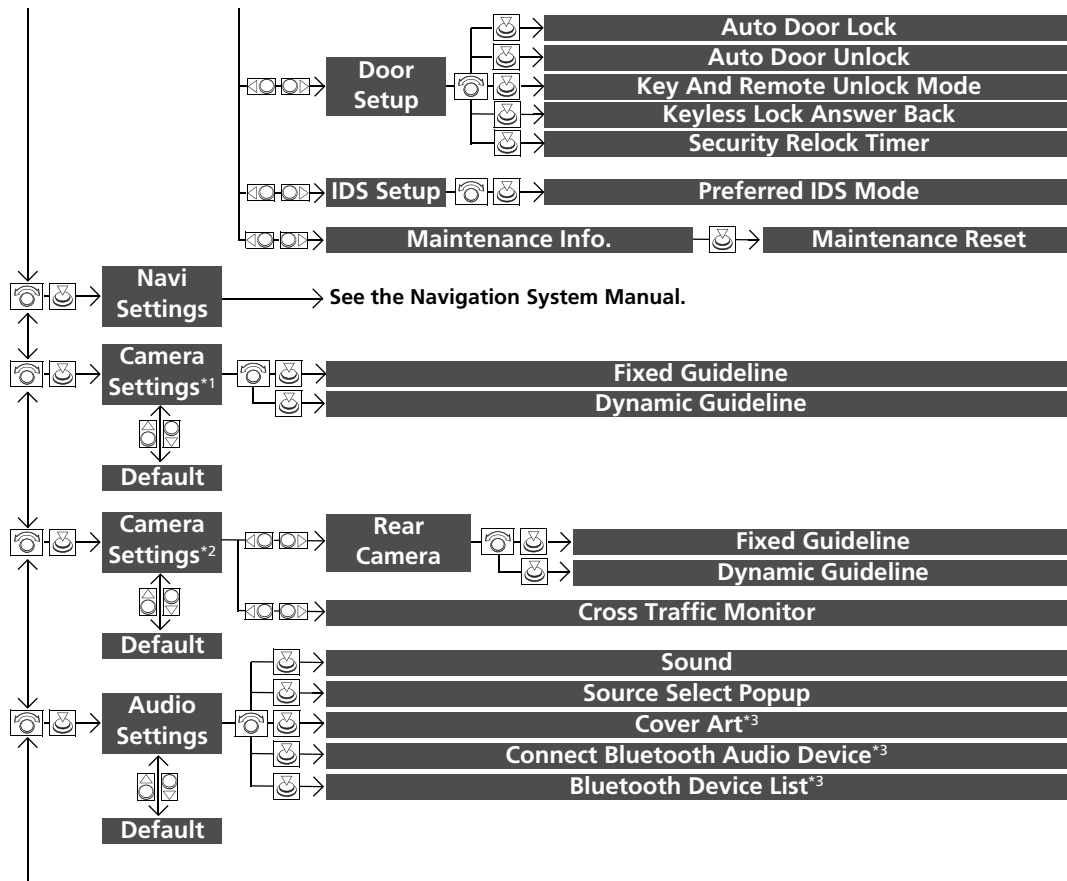 Auto Door Lock
Auto Door Unlock
Door
Setup
Key And Remote Unlock Mode
Keyless Lock Answer Back
Security Relock Timer
IDS Setup
Preferred IDS Mode
Maintenance Info.
Maintenance Reset
Navi
Settings
See the Navigation System Manual.
Camera
Settings*1
Fixed Guideline
Dynamic Guideline
Default
Camera
Settings*2
Rear
Camera
Fixed Guideline
Dynamic Guideline
Cross Traffic Monitor
Default
Audio
Settings
Sound
Source Select Popup
Cover Art*3
Connect Bluetooth Audio Device*3
Bluetooth Device List*3
Default